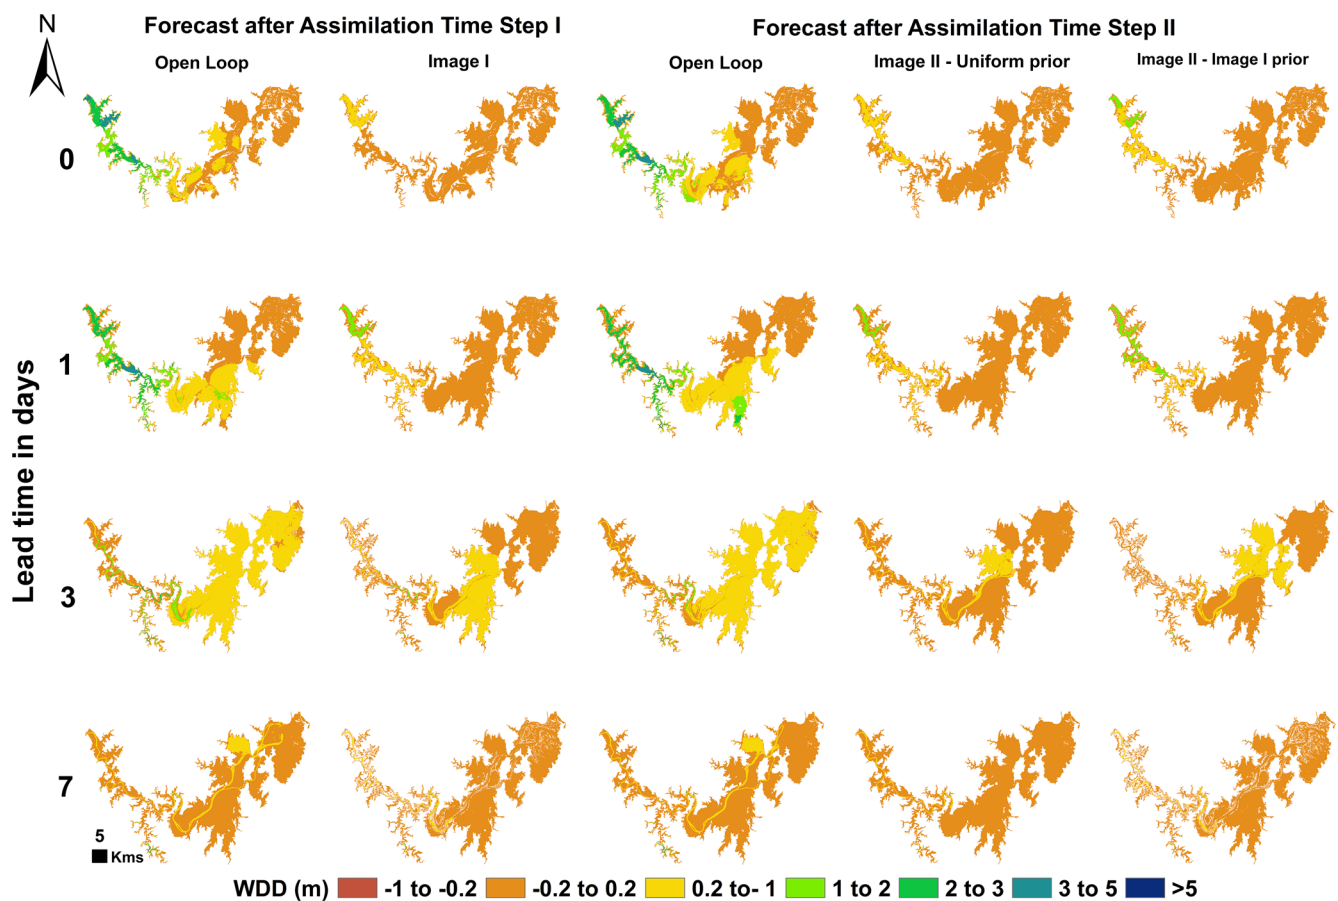 N
Forecast after Assimilation Time Step I
Forecast after Assimilation Time Step II
Open Loop
Image I
Open Loop
Image II - Uniform prior
Image II - Image I prior
Lead time in days
0
1
3
7
5
Kms
WDD (m)
-1 to -0.2
-0.2 to 0.2
0.2 to- 1
1 to 2
2 to 3
3 to 5
>5